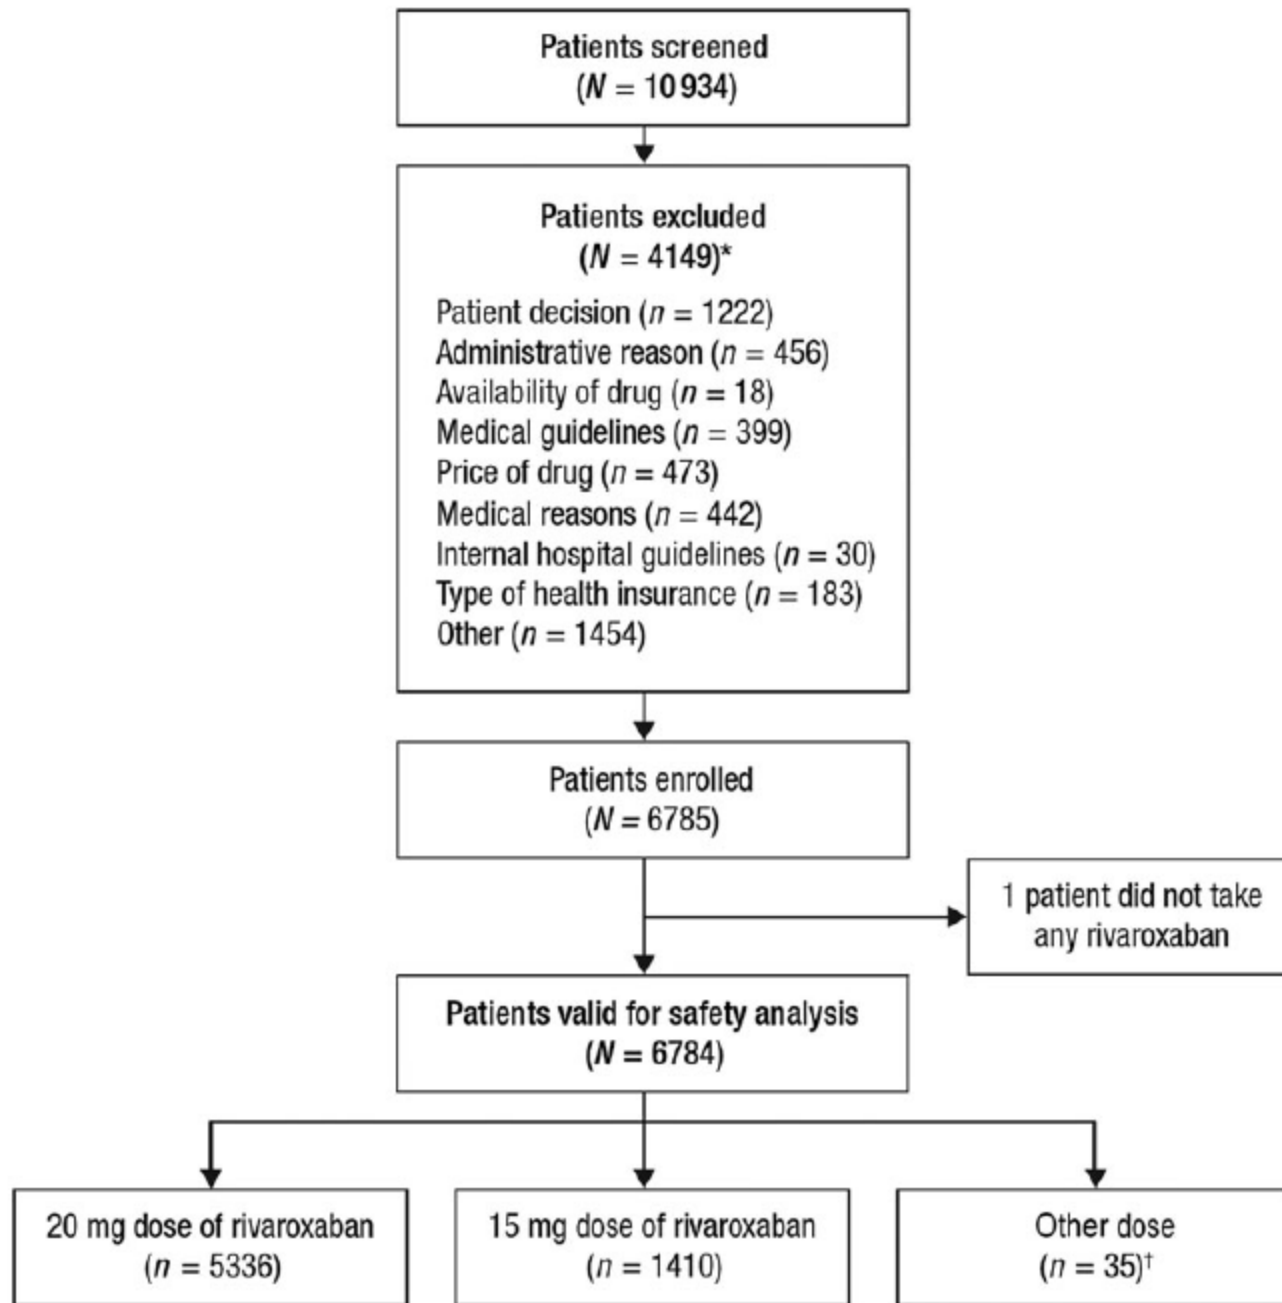 Patients screened
(N = 10 934)
Patients excluded
(N = 4149)*
Patient decision (n = 1222)
Administrative reason (n = 456)
Availability of drug (n = 18)
Medical guidelines (n = 399)
Price of drug (n = 473)
Medical reasons (n = 442)
Internal hospital guidelines (n = 30)
Type of health insurance (n = 183)
Other (n = 1454)
Patients enrolled
(N = 6785)
1 patient did not take
any rivaroxaban
Patients valid for safety analysis
(N = 6784)
20 mg dose of rivaroxaban
(n = 5336)
15 mg dose of rivaroxaban
(n = 1410)
Other dose
(n = 35)†